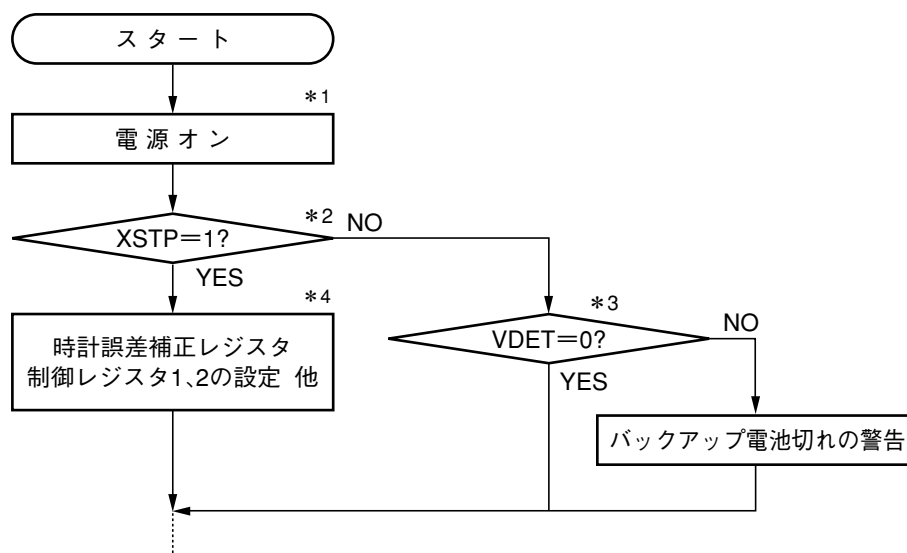 スタート
*1
電源オン
*2
NO
XSTP=1?
YES
*4
*3
NO
時計誤差補正レジスタ
制御レジスタ1、2の設定 他
VDET=0?
YES
バックアップ電池切れの警告